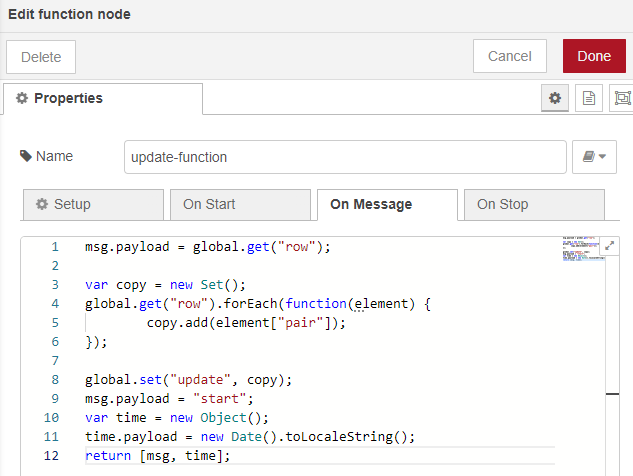 Edit function node
Delete
Cancel
Done
Properties
Name
update-function
Setup
On Start
On Message
On Stop
1 msg.payload = global.get("row");
2
3 var copy = new Set();
4 global.get("row").forEach(function(element) {
5 copy.add(element["pair"]);
6 });
7
8 global.set("update", copy);
9 msg.payload = "start";
10 var time = new Object();
11 time.payload = new Date().toLocaleString();
12 return [msg, time];